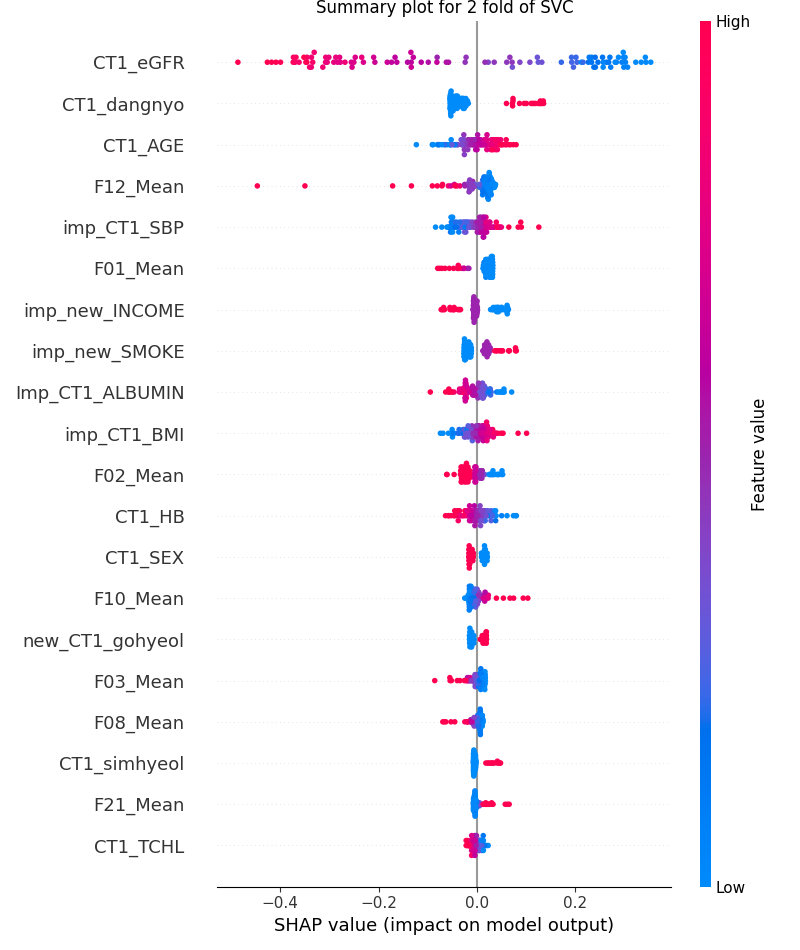 Summary plot for 2 fold of SVC
High
CT1_eGFR
CT1_dangnyo
CT1_AGE
F12_Mean
imp_CT1_SBP
F01_Mean
imp_new_INCOME
imp_new_SMOKE
Imp_CT1_ALBUMIN
imp_CT1_BMI
F02_Mean
CT1_HB
CT1_SEX
F10_Mean
new_CT1_gohyeol
F03_Mean
F08_Mean
CT1_simhyeol
F21_Mean
CT1_TCHL
Feature value
Low
−0.4 −0.2 0.0 0.2
SHAP value (impact on model output)